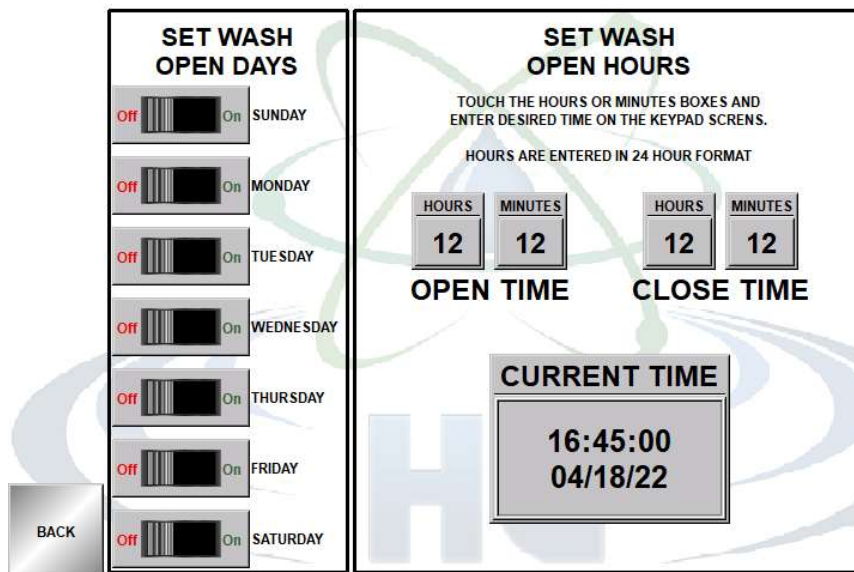 SET WASH
OPEN DAYS
Off On SUNDAY
Off On MONDAY
Off On TUESDAY
Off On WEDNESDAY
Off On THURSDAY
Off On FRIDAY
Off On SATURDAY
BACK
SET WASH
OPEN HOURS
TOUCH THE HOURS OR MINUTES BOXES AND
ENTER DESIRED TIME ON THE KEYPAD SCRENS.
HOURS ARE ENTERED IN 24 HOUR FORMAT
HOURS MINUTES HOURS MINUTES
12 12 12 12
OPEN TIME CLOSE TIME
CURRENT TIME
16:45:00
04/18/22